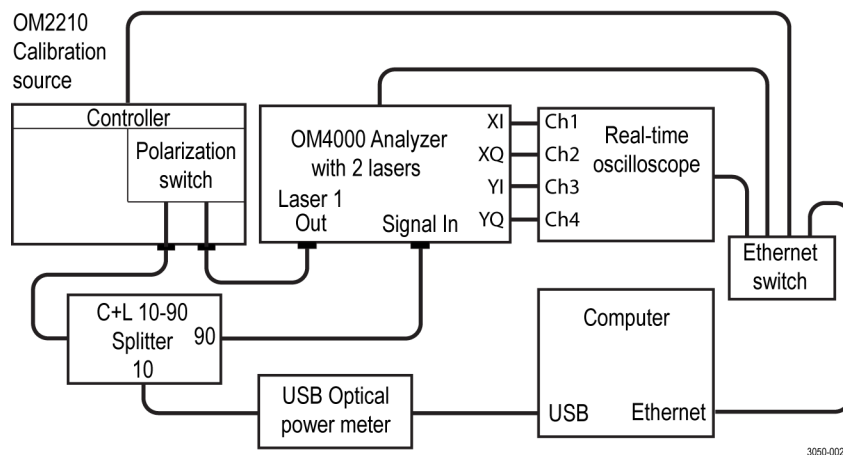 OM2210
Calibration
source
Controller
Polarization
switch
OM4000 Analyzer
with 2 lasers
Laser 1
Out
Signal In
XI
XQ
YI
YQ
Ch1
Ch2
Ch3
Ch4
Real-time
oscilloscope
Ethernet
switch
C+L 10-90
Splitter
90
10
USB Optical
power meter
Computer
USB
Ethernet
3050-002